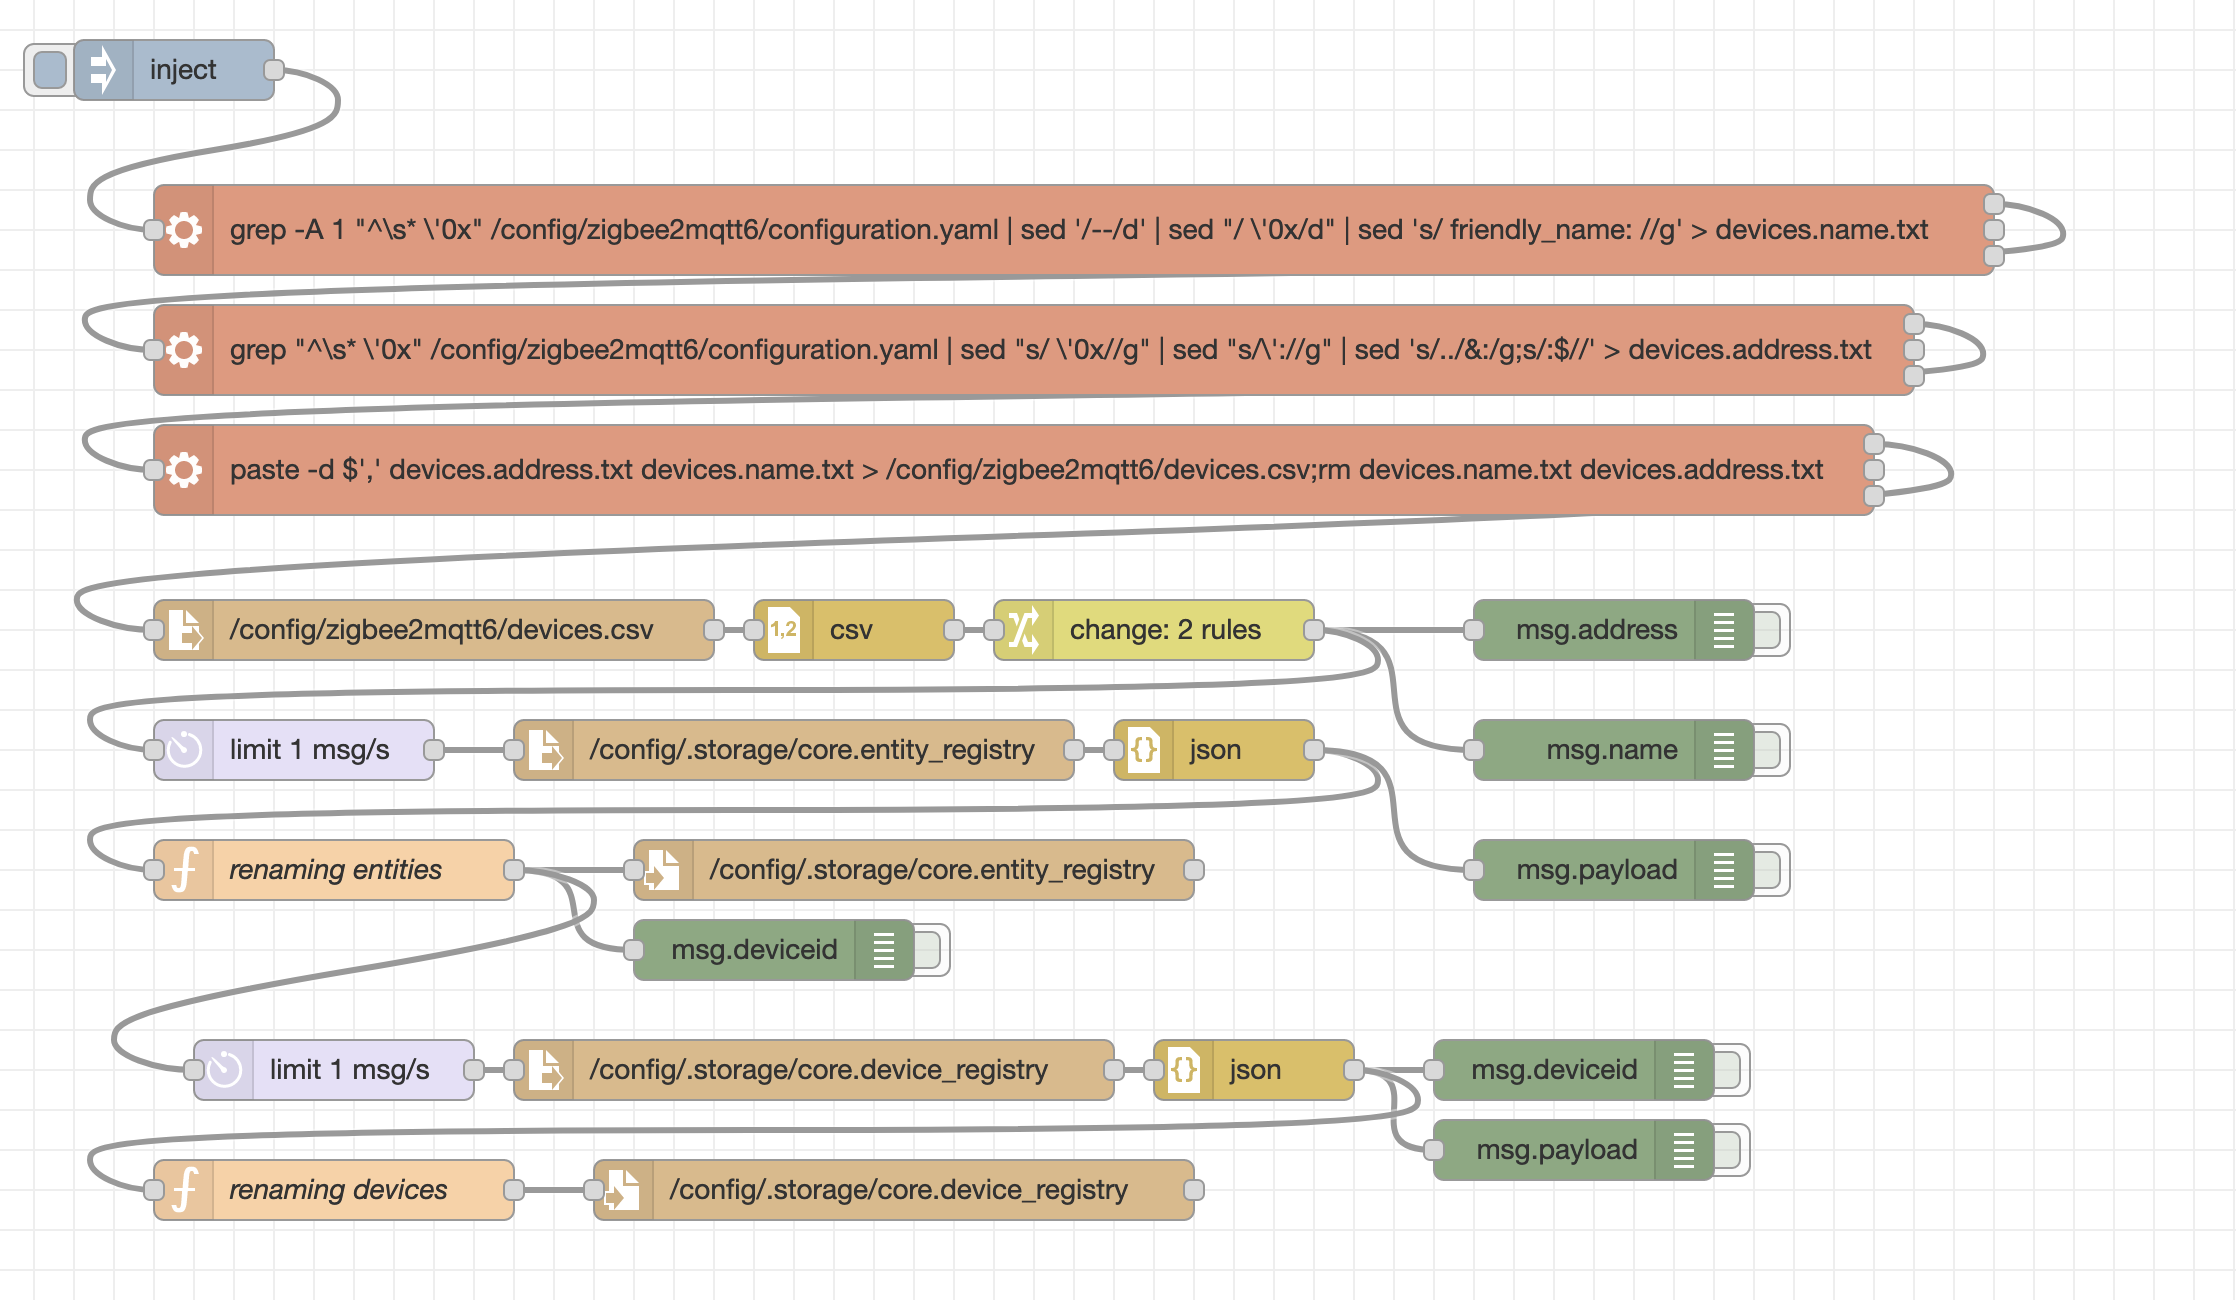 inject
grep -A 1 "^\s* \'0x" /config/zigbee2mqtt6/configuration.yaml | sed '/--/d' | sed "/ \'0x/d" | sed 's/ friendly_name: //g' > devices.name.txt
grep "^\s* \'0x" /config/zigbee2mqtt6/configuration.yaml | sed "s/ \'0x//g" | sed "s/\'://g" | sed 's/../&:/g;s/:$//' > devices.address.txt
paste -d $',' devices.address.txt devices.name.txt > /config/zigbee2mqtt6/devices.csv;rm devices.name.txt devices.address.txt
/config/zigbee2mqtt6/devices.csv 1,2 csv change: 2 rules msg.address
limit 1 msg/s /config/.storage/core.entity_registry {} json msg.name
renaming entities /config/.storage/core.entity_registry msg.payload
msg.deviceid
limit 1 msg/s /config/.storage/core.device_registry {} json msg.deviceid
msg.payload
renaming devices /config/.storage/core.device_registry